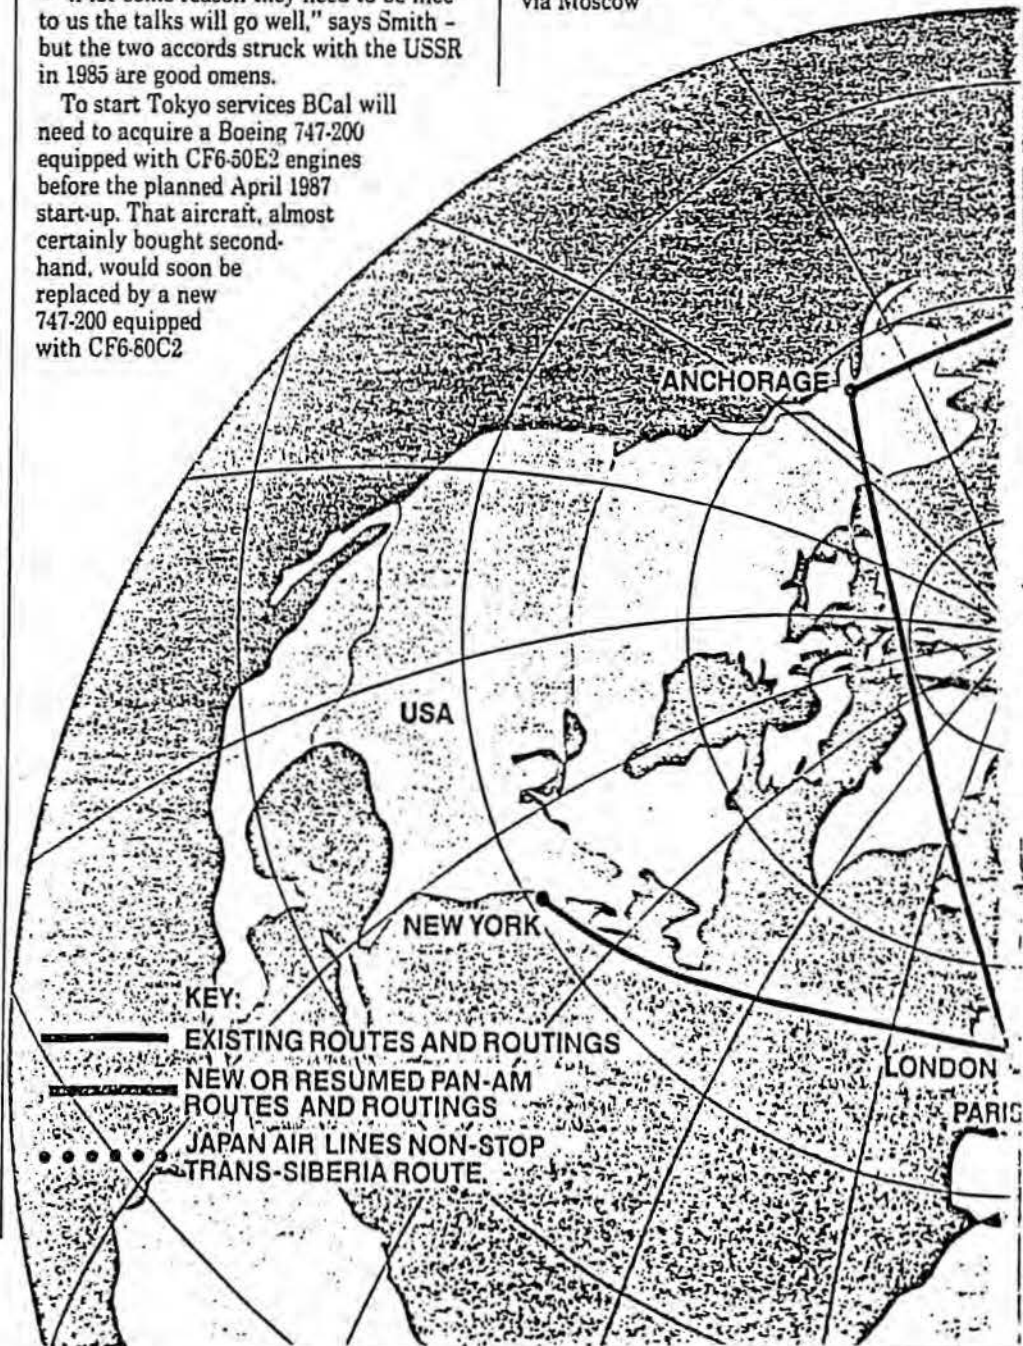 to us the talks will go well," says Smith –
but the two accords struck with the USSR
in 1985 are good omens.
To start Tokyo services BCal will
need to acquire a Boeing 747-200
equipped with CF6-50E2 engines
before the planned April 1987
start-up. That aircraft, almost
certainly bought second-
hand, would soon be
replaced by a new
747-200 equipped
with CF6-80C2
via Moscow
ANCHORAGE
USA
NEW YORK
KEY:
EXISTING ROUTES AND ROUTINGS
NEW OR RESUMED PAN-AM
ROUTES AND ROUTINGS
JAPAN AIR LINES NON-STOP
TRANS-SIBERIA ROUTE.
LONDON
PARIS